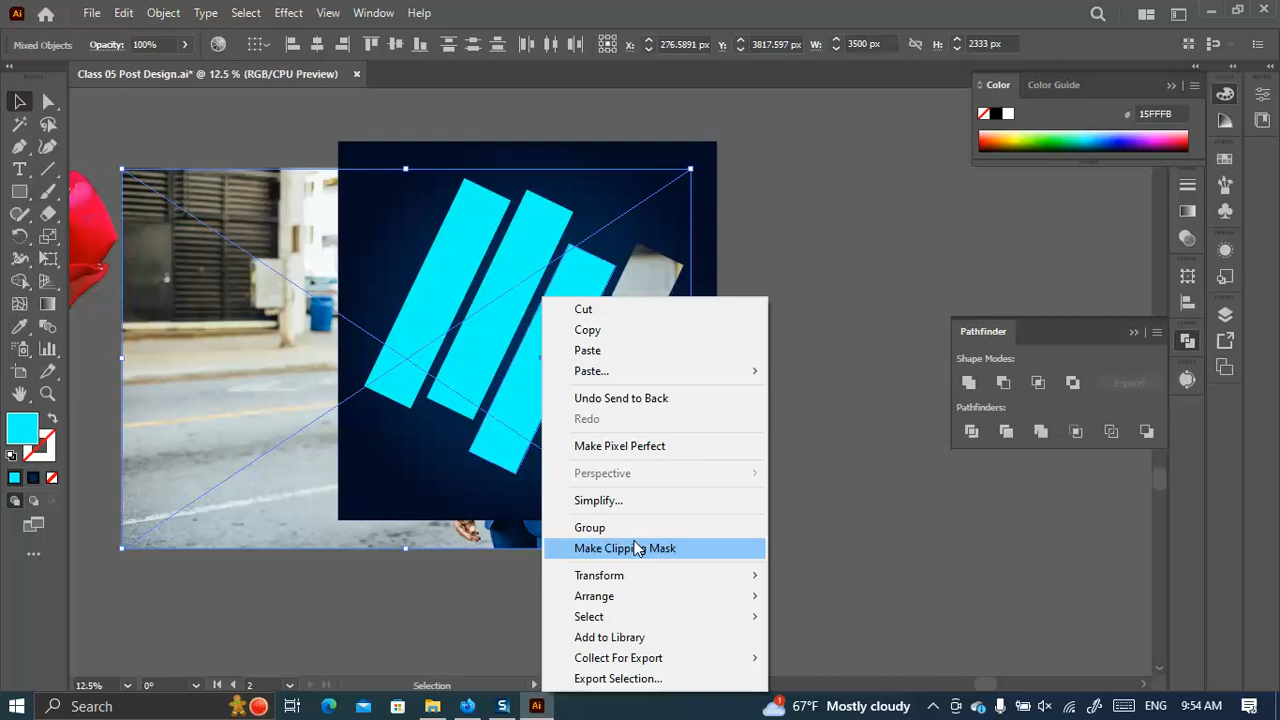 Ai File Edit Object Type Select Effect View Window Help
Mixed Objects Opacity: 100% X: 276.5891 px Y: 3817.597 px W: 3500 px H: 2333 px
Class 05 Post Design.ai* @ 12.5 % (RGB/CPU Preview)
Color Color Guide
# 15FFFB
Pathfinder
Shape Modes:
Expand
Pathfinders:
Cut
Copy
Paste
Paste...
Undo Send to Back
Redo
Make Pixel Perfect
Perspective
Simplify...
Group
Make Clipping Mask
Transform
Arrange
Select
Add to Library
Collect For Export
Export Selection...
12.5% 0° 2 Selection
Search S Ai 1 67°F Mostly cloudy 9:54 AM